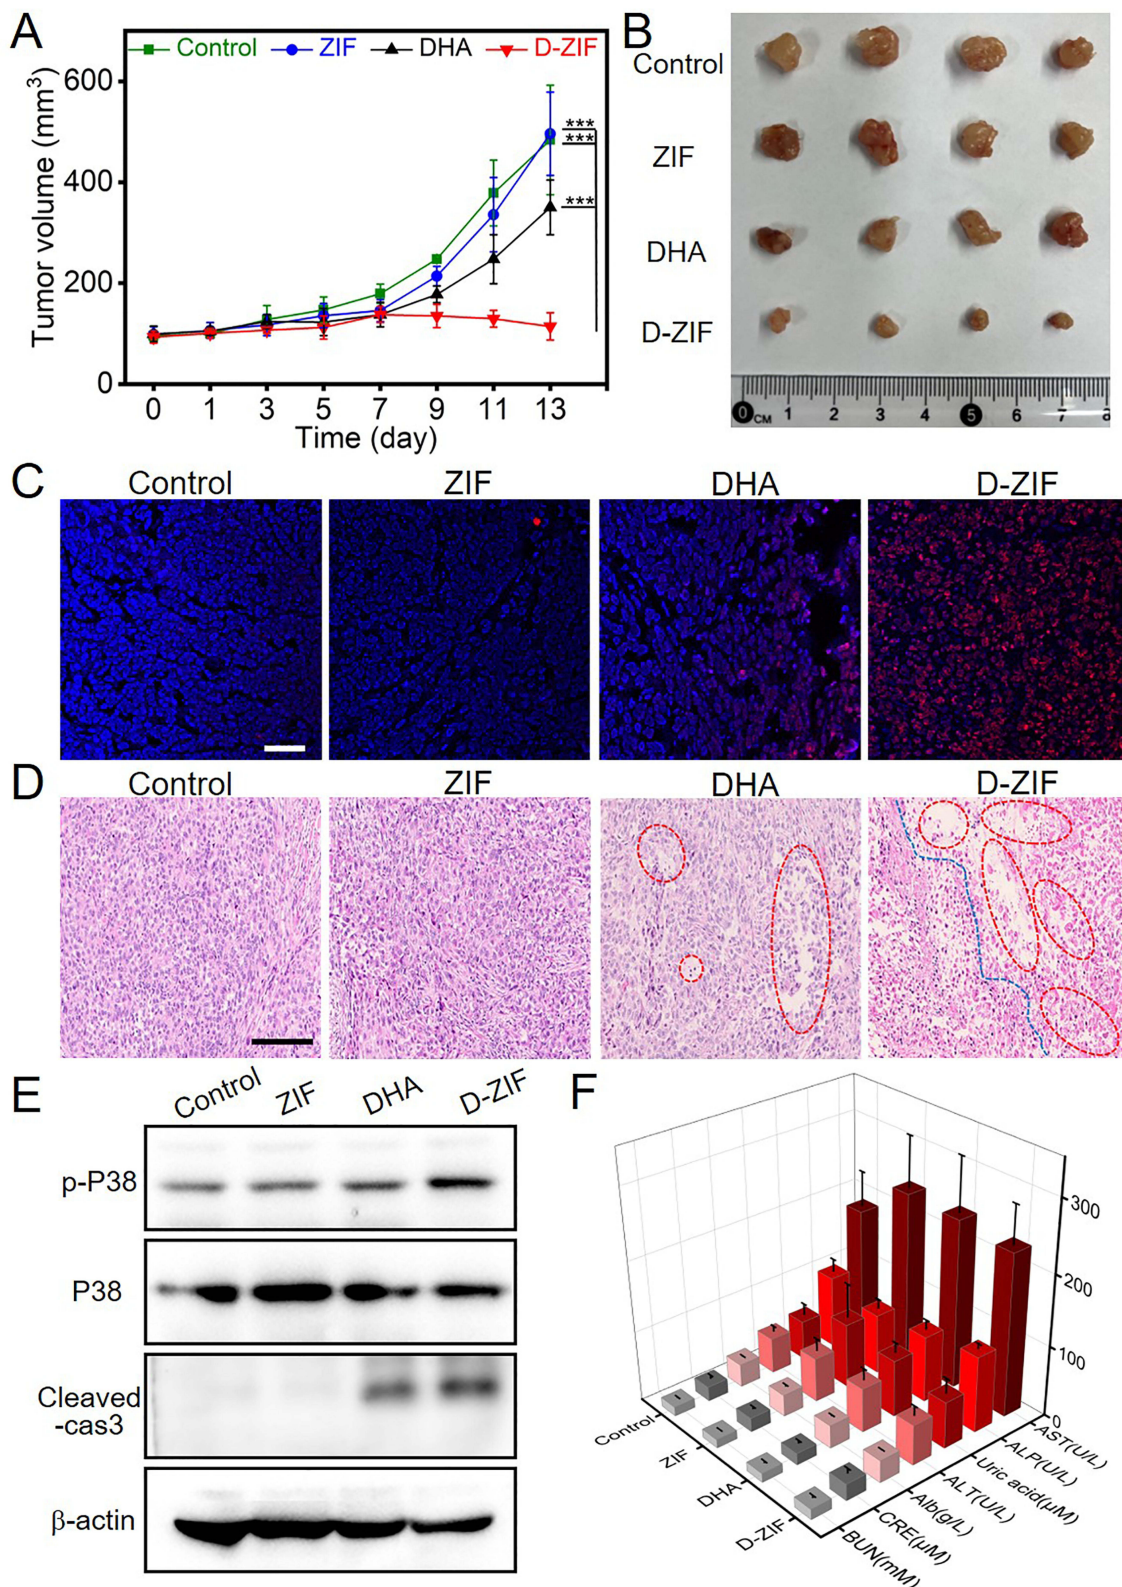 A
Control ZIF DHA D-ZIF
Tumor volume (mm³)
600
400
200
0
***
***
***
0 1 3 5 7 9 11 13
Time (day)
B
Control
ZIF
DHA
D-ZIF
0 CM 1 2 3 4 5 6 7 8
C
Control ZIF DHA D-ZIF
D
Control ZIF DHA D-ZIF
E
Control ZIF DHA D-ZIF
p-P38
P38
Cleaved
-cas3
β-actin
F
300
200
100
0
Control
ZIF
DHA
D-ZIF
AST(U/L)
ALP(U/L)
Uric acid(μM)
ALT(U/L)
Alb(g/L)
CRE(μM)
BUN(mM)